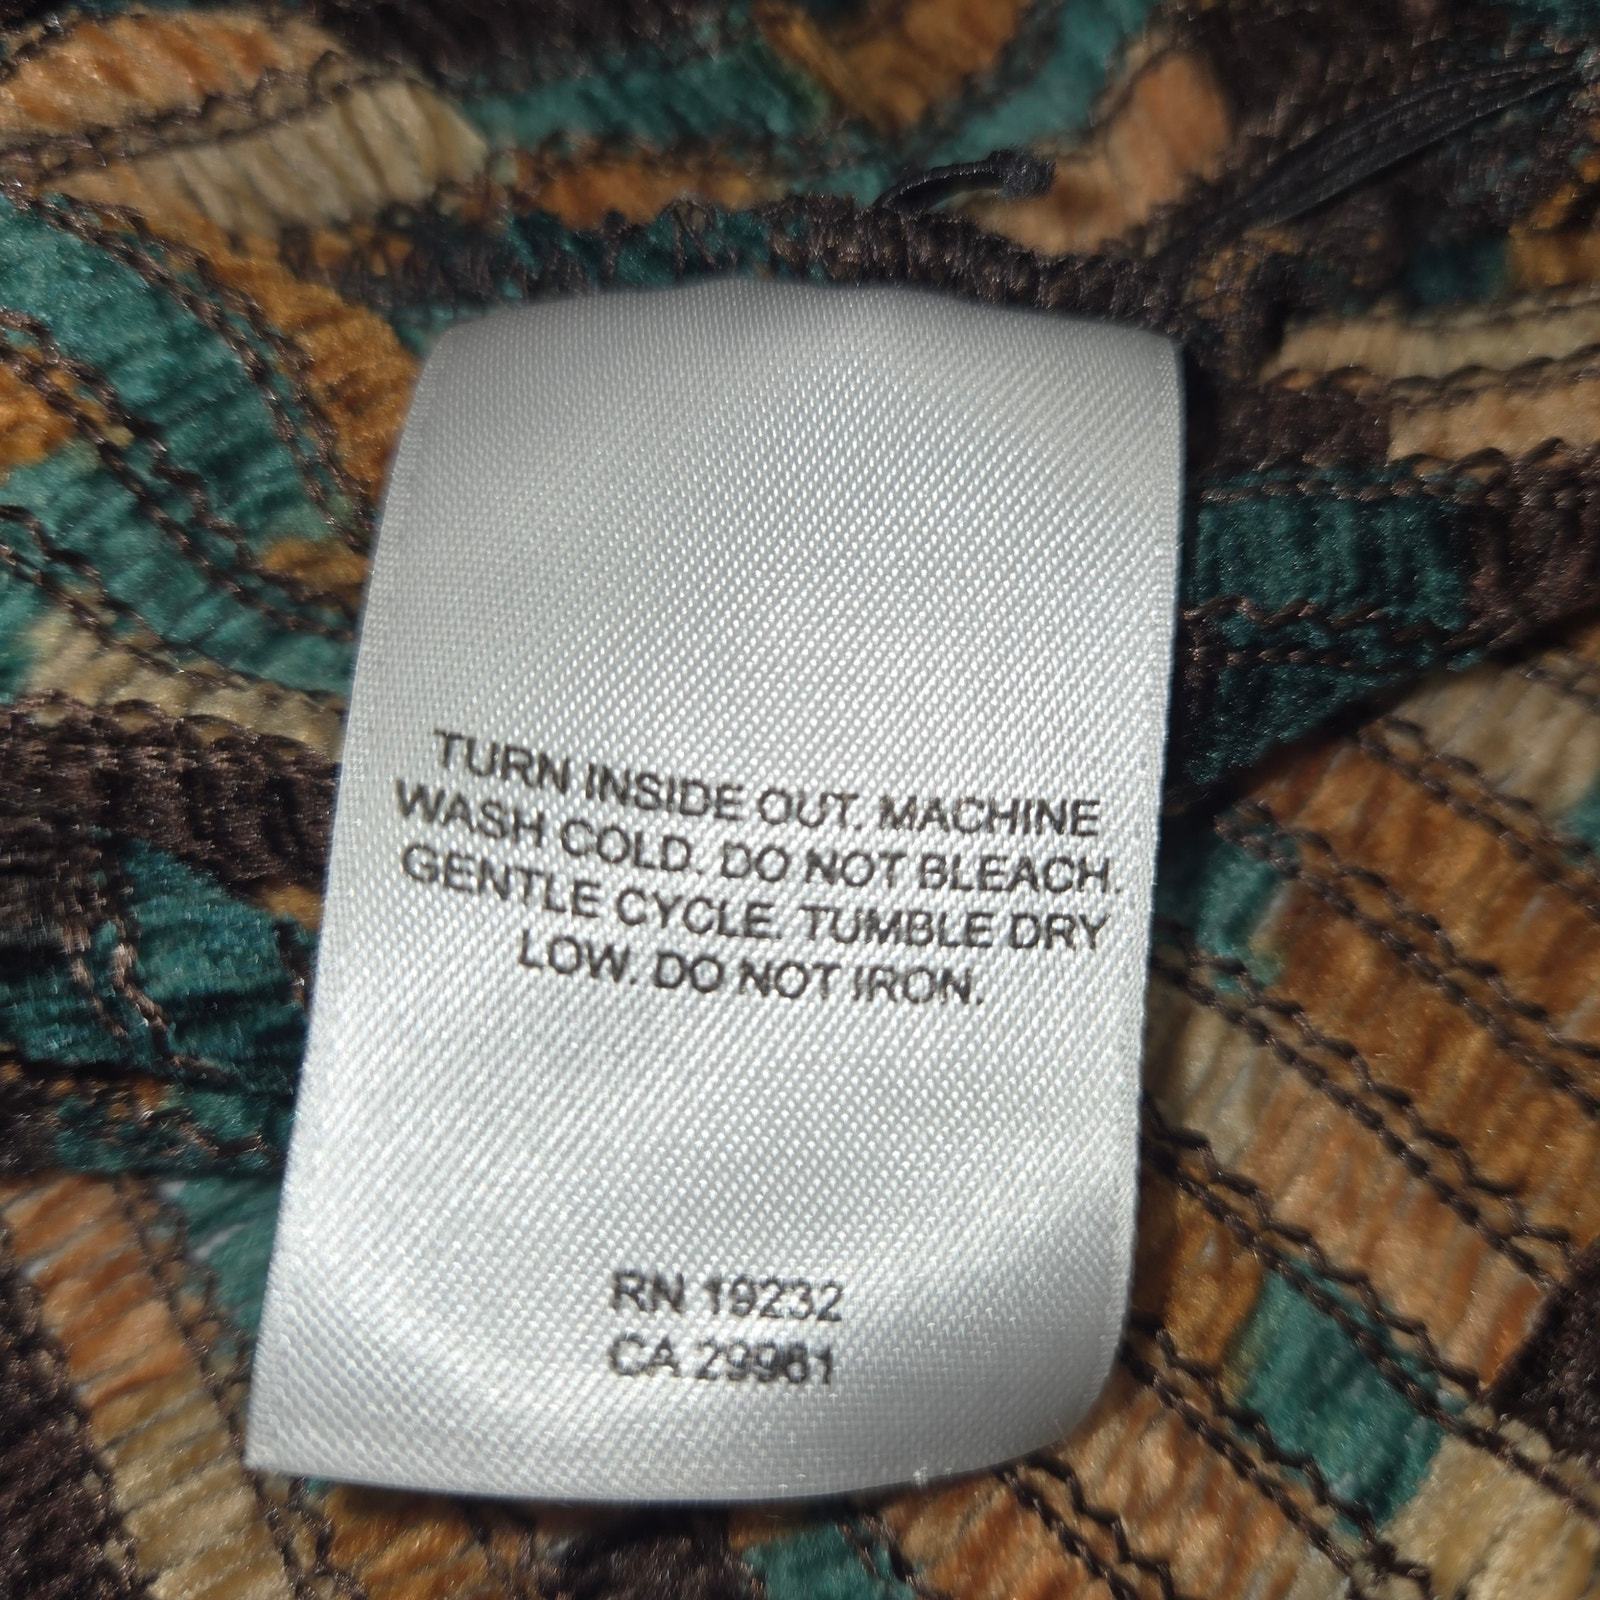 TURN INSIDE OUT. MACHINE
WASH COLD. DO NOT BLEACH.
GENTLE CYCLE. TUMBLE DRY
LOW. DO NOT IRON.
RN 19232
CA 29981